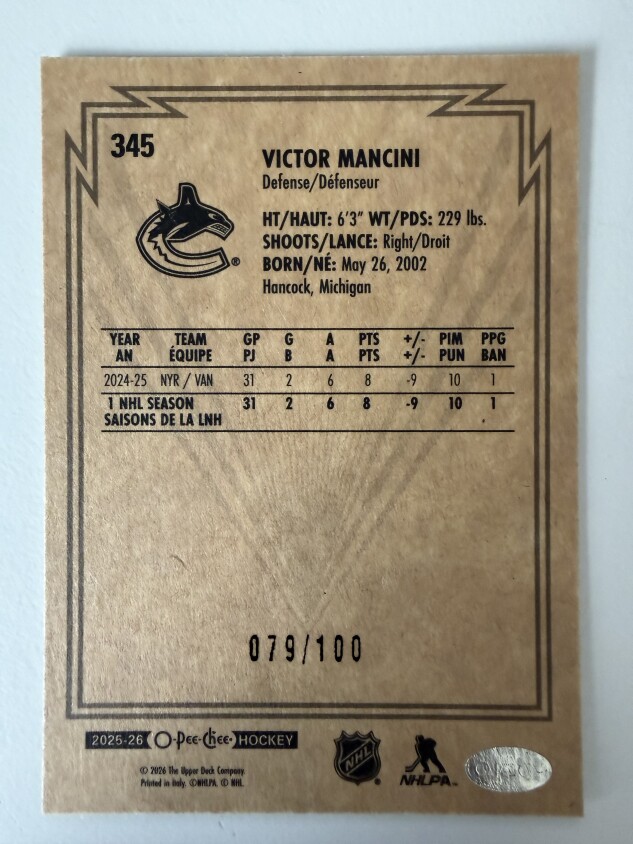 345
VICTOR MANCINI
Defense/Défenseur
HT/HAUT: 6'3" WT/PDS: 229 lbs.
SHOOTS/LANCE: Right/Droit
BORN/NÉ: May 26, 2002
Hancock, Michigan
®
YEAR TEAM GP G A PTS +/- PIM PPG
AN ÉQUIPE PJ B A PTS +/- PUN BAN
2024-25 NYR / VAN 31 2 6 8 -9 10 1
1 NHL SEASON 31 2 6 8 -9 10 1
SAISONS DE LA LNH
079/100
2025-26 O-Pee-Chee HOCKEY
© 2026 The Upper Deck Company.
Printed in Italy. ©NHLPA. © NHL.
NHL
NHLPA